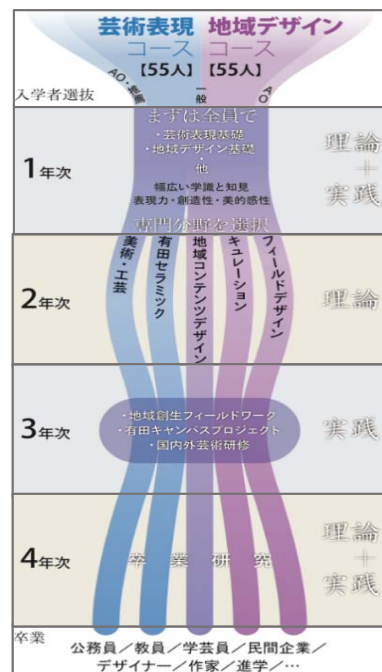 芸術表現 地域デザイン
コース コース
【55人】 【55人】
AO・推薦 一般 AO
入学者選抜
まずは全員で
・芸術表現基礎
・地域デザイン基礎
・他
幅広い学識と知見
表現力・創造性・美的感性
専門分野を選択
1年次
理論
+
実践
美術・工芸
有田セラミック
地域コンテンツデザイン
キュレーション
フィールドデザイン
2年次
理論
・地域創生フィールドワーク
・有田キャンパスプロジェクト
・国内外芸術研修
3年次
実践
卒業研究
4年次
理論
+
実践
卒業
公務員/教員/学芸員/民間企業/
デザイナー/作家/進学/…